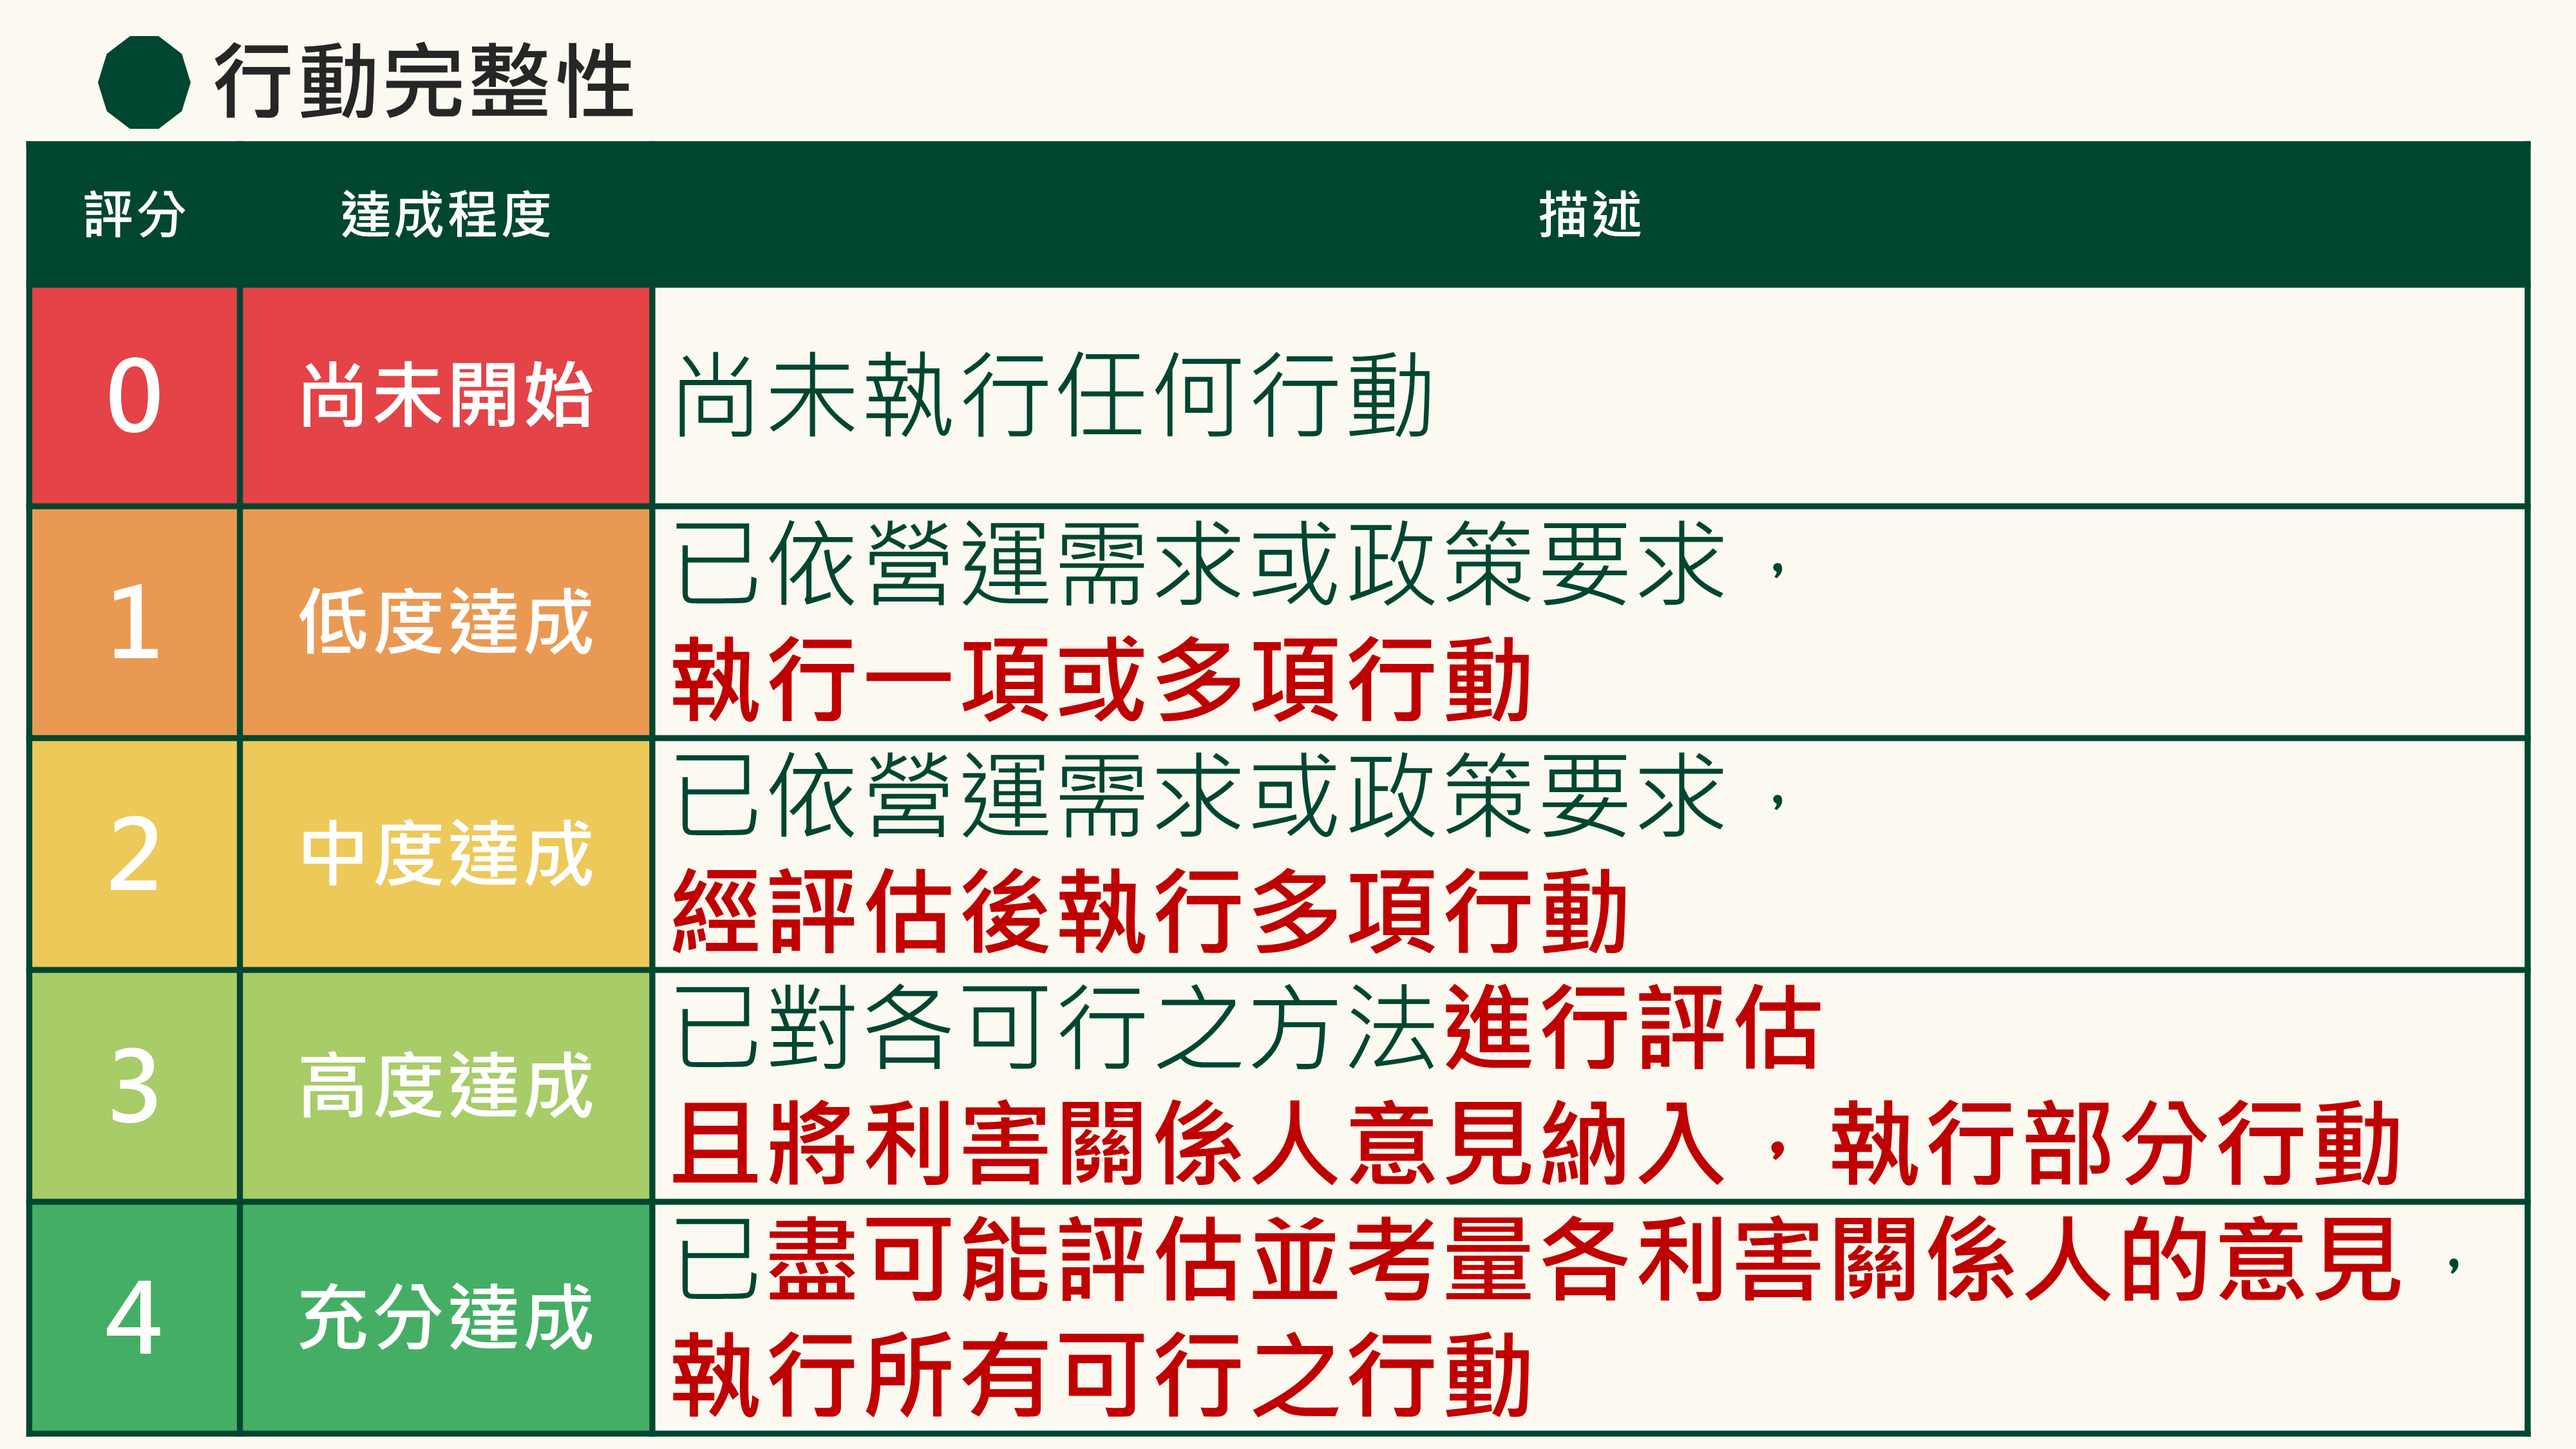 行動完整性
評分 達成程度 描述
0 尚未開始 尚未執行任何行動
1 低度達成 已依營運需求或政策要求，
執行一項或多項行動
2 中度達成 已依營運需求或政策要求，
經評估後執行多項行動
3 高度達成 已對各可行之方法進行評估
且將利害關係人意見納入，執行部分行動
4 充分達成 已盡可能評估並考量各利害關係人的意見，
執行所有可行之行動